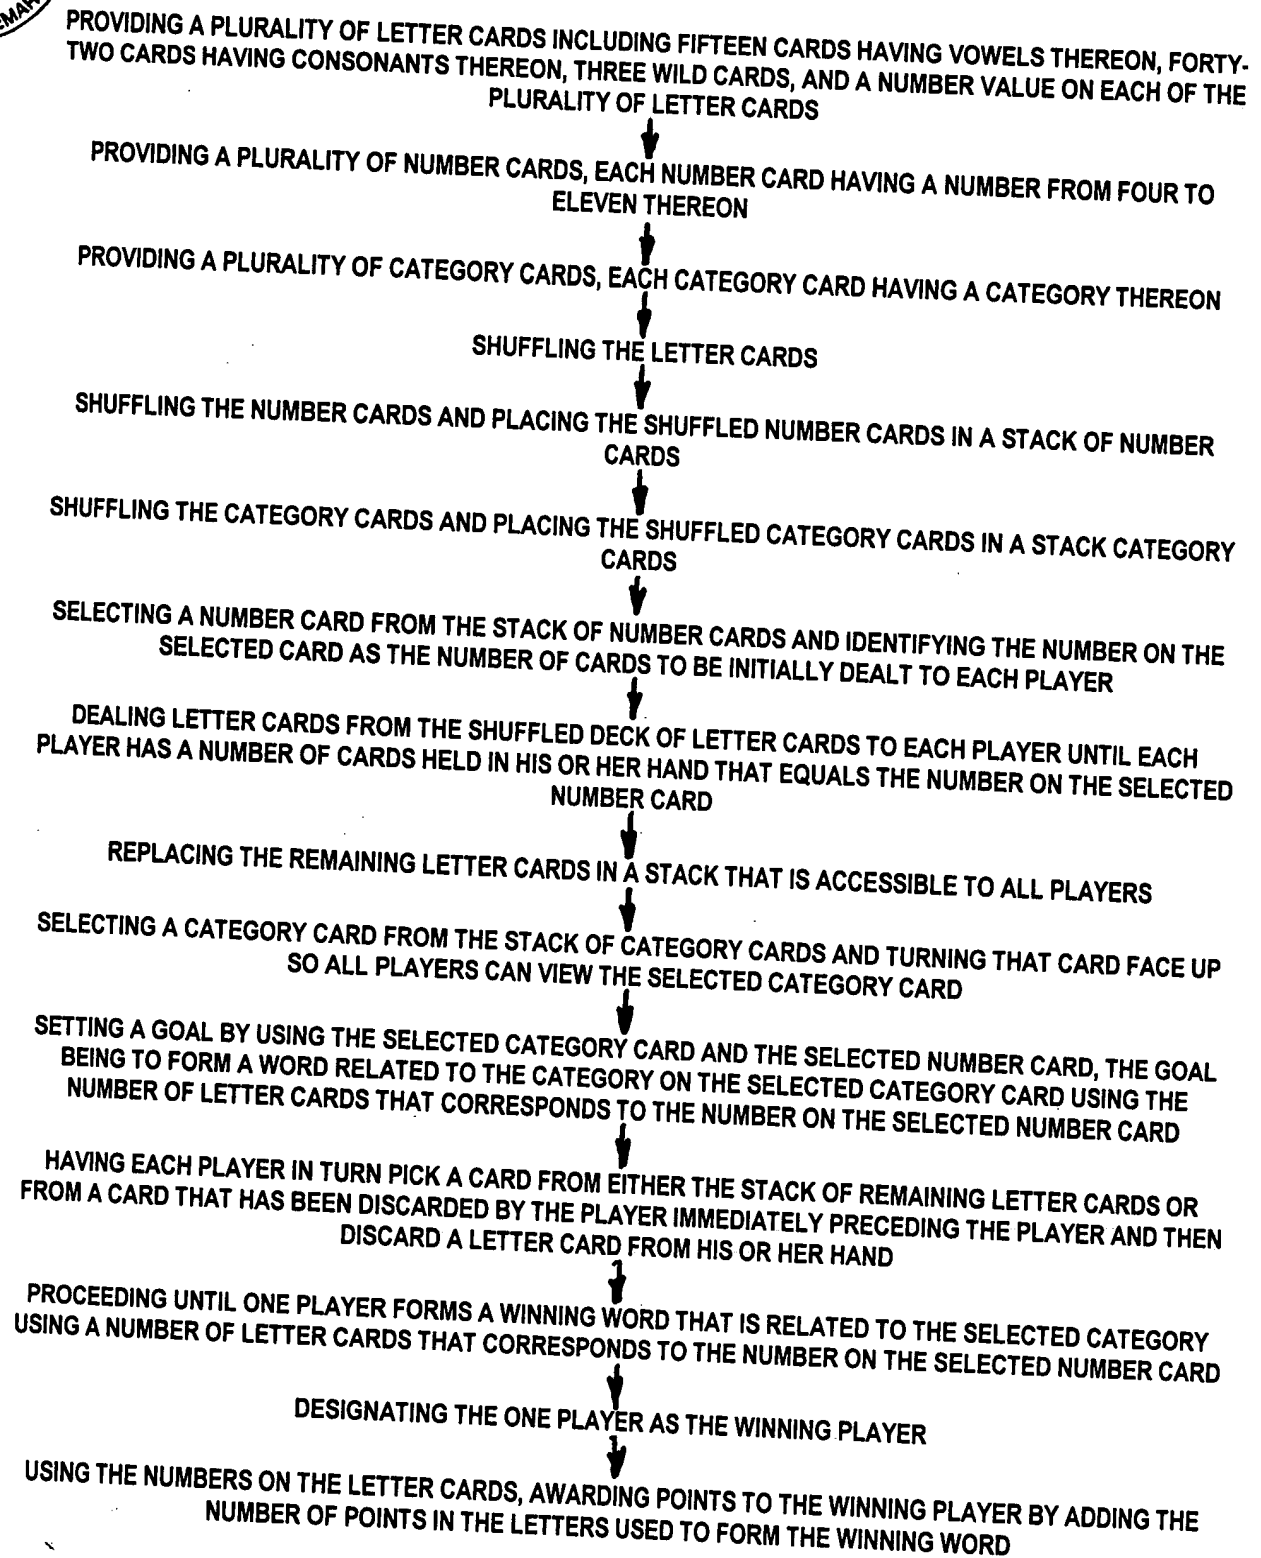 EMAR
PROVIDING A PLURALITY OF LETTER CARDS INCLUDING FIFTEEN CARDS HAVING VOWELS THEREON, FORTY-
TWO CARDS HAVING CONSONANTS THEREON, THREE WILD CARDS, AND A NUMBER VALUE ON EACH OF THE
PLURALITY OF LETTER CARDS
PROVIDING A PLURALITY OF NUMBER CARDS, EACH NUMBER CARD HAVING A NUMBER FROM FOUR TO
ELEVEN THEREON
PROVIDING A PLURALITY OF CATEGORY CARDS, EACH CATEGORY CARD HAVING A CATEGORY THEREON
SHUFFLING THE LETTER CARDS
SHUFFLING THE NUMBER CARDS AND PLACING THE SHUFFLED NUMBER CARDS IN A STACK OF NUMBER
CARDS
SHUFFLING THE CATEGORY CARDS AND PLACING THE SHUFFLED CATEGORY CARDS IN A STACK CATEGORY
CARDS
SELECTING A NUMBER CARD FROM THE STACK OF NUMBER CARDS AND IDENTIFYING THE NUMBER ON THE
SELECTED CARD AS THE NUMBER OF CARDS TO BE INITIALLY DEALT TO EACH PLAYER
DEALING LETTER CARDS FROM THE SHUFFLED DECK OF LETTER CARDS TO EACH PLAYER UNTIL EACH
PLAYER HAS A NUMBER OF CARDS HELD IN HIS OR HER HAND THAT EQUALS THE NUMBER ON THE SELECTED
NUMBER CARD
REPLACING THE REMAINING LETTER CARDS IN A STACK THAT IS ACCESSIBLE TO ALL PLAYERS
SELECTING A CATEGORY CARD FROM THE STACK OF CATEGORY CARDS AND TURNING THAT CARD FACE UP
SO ALL PLAYERS CAN VIEW THE SELECTED CATEGORY CARD
SETTING A GOAL BY USING THE SELECTED CATEGORY CARD AND THE SELECTED NUMBER CARD, THE GOAL
BEING TO FORM A WORD RELATED TO THE CATEGORY ON THE SELECTED CATEGORY CARD USING THE
NUMBER OF LETTER CARDS THAT CORRESPONDS TO THE NUMBER ON THE SELECTED NUMBER CARD
HAVING EACH PLAYER IN TURN PICK A CARD FROM EITHER THE STACK OF REMAINING LETTER CARDS OR
FROM A CARD THAT HAS BEEN DISCARDED BY THE PLAYER IMMEDIATELY PRECEDING THE PLAYER AND THEN
DISCARD A LETTER CARD FROM HIS OR HER HAND
PROCEEDING UNTIL ONE PLAYER FORMS A WINNING WORD THAT IS RELATED TO THE SELECTED CATEGORY
USING A NUMBER OF LETTER CARDS THAT CORRESPONDS TO THE NUMBER ON THE SELECTED NUMBER CARD
DESIGNATING THE ONE PLAYER AS THE WINNING PLAYER
USING THE NUMBERS ON THE LETTER CARDS, AWARDING POINTS TO THE WINNING PLAYER BY ADDING THE
NUMBER OF POINTS IN THE LETTERS USED TO FORM THE WINNING WORD